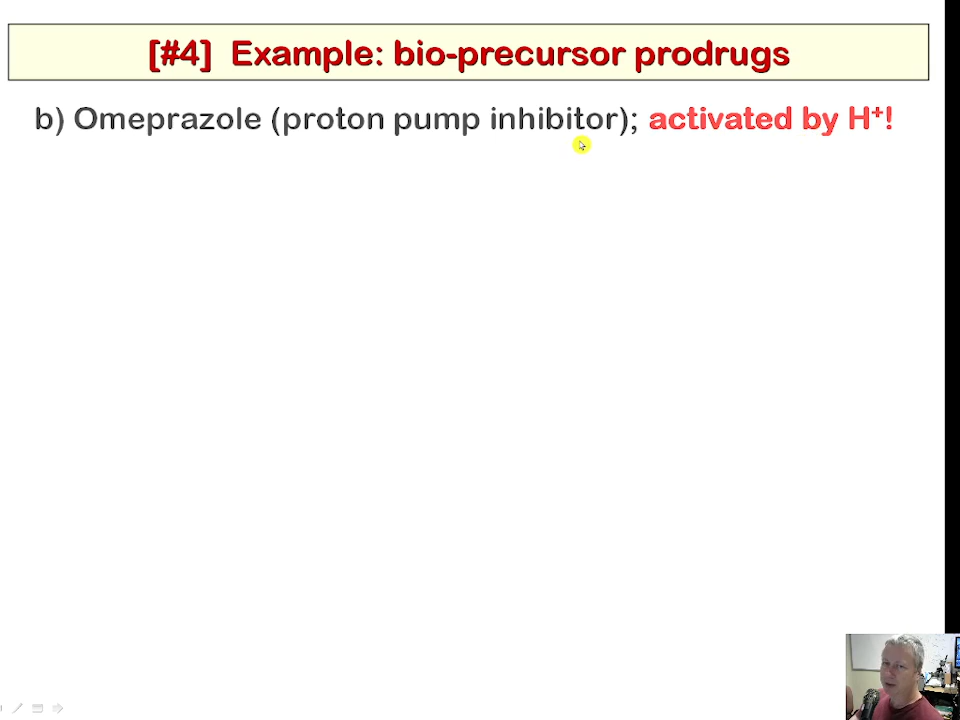 [#4] Example: bio-precursor prodrugs
b) Omeprazole (proton pump inhibitor); activated by H⁺!